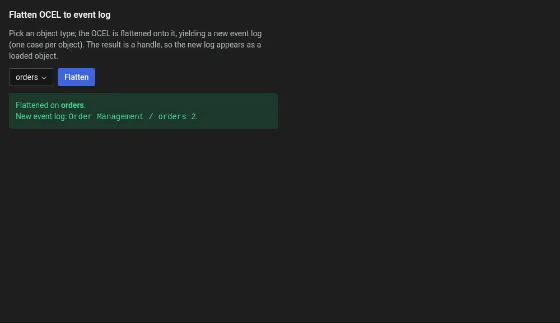 Flatten OCEL to event log
Pick an object type; the OCEL is flattened onto it, yielding a new event log
(one case per object). The result is a handle, so the new log appears as a
loaded object.
orders Flatten
Flattened on orders.
New event log: Order Management / orders 2.